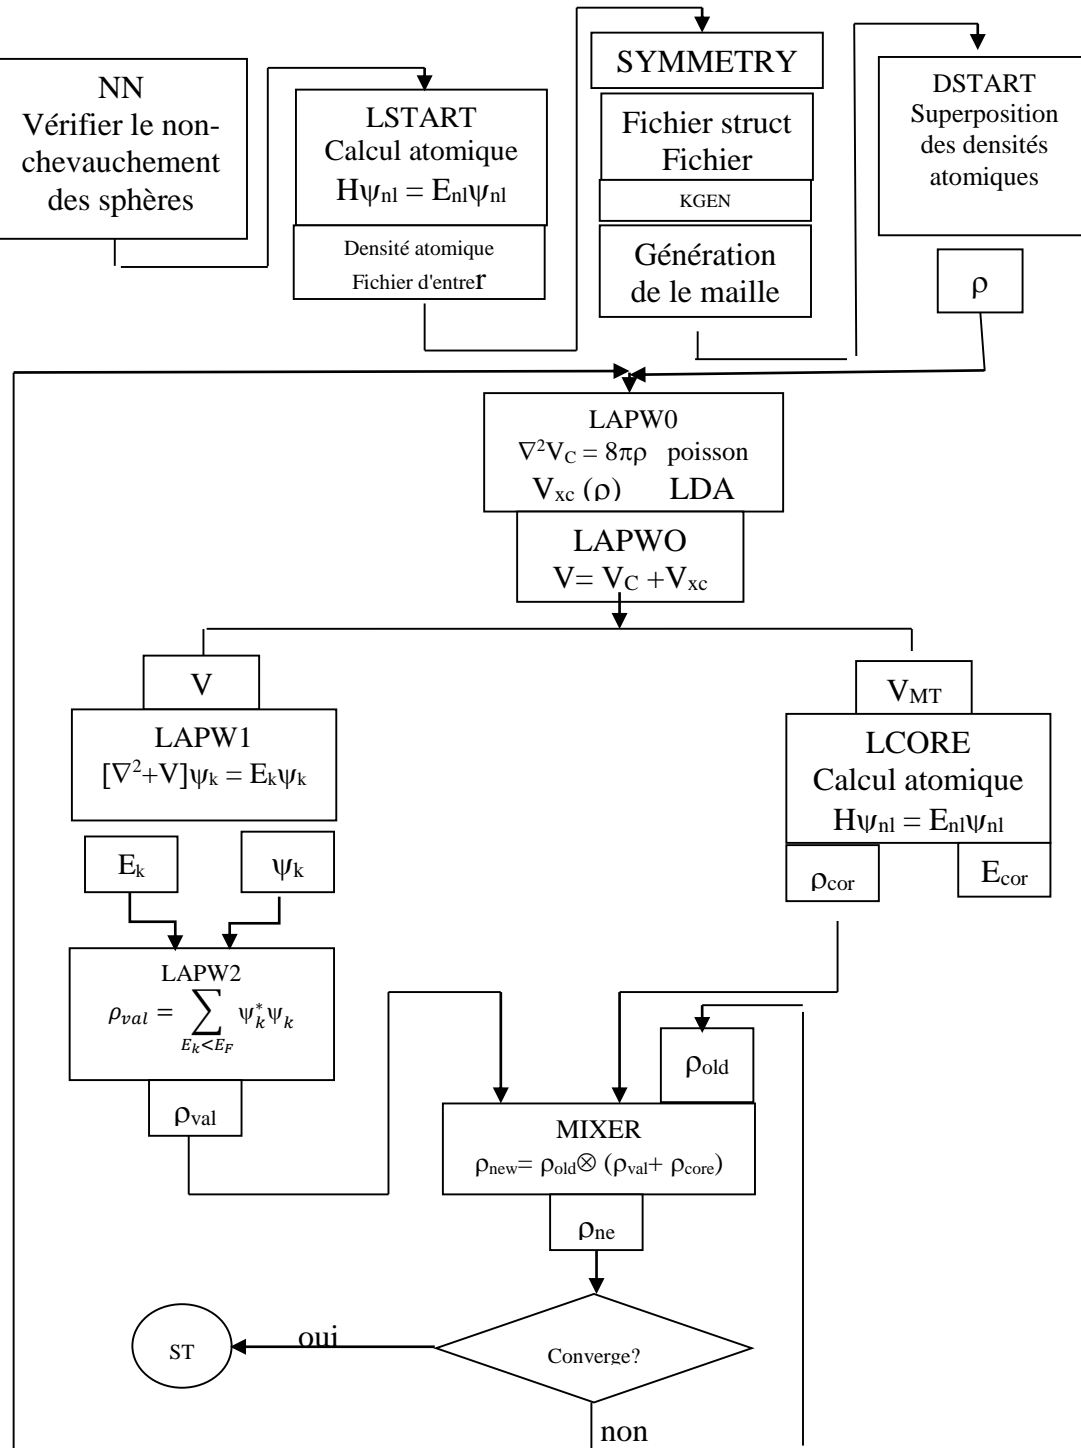 NN
Vérifier le non-
chevauchement
des sphères
LSTART
Calcul atomique
Hψnl = Enlψnl
Densité atomique
Fichier d'entrer
SYMMETRY
Fichier struct
Fichier
KGEN
Génération
de le maille
DSTART
Superposition
des densités
atomiques
ρ
LAPW0
∇²VC = 8πρ poisson
Vxc (ρ) LDA
LAPWO
V= VC +Vxc
V
LAPW1
[∇²+V]ψk = Ekψk
Ek
ψk
LAPW2
ρval = ∑ ψk*ψk
Ek<EF
ρval
VMT
LCORE
Calcul atomique
Hψnl = Enlψnl
ρcor
Ecor
ρold
MIXER
ρnew= ρold⊗ (ρval+ ρcore)
ρne
Converge?
oui
ST
non